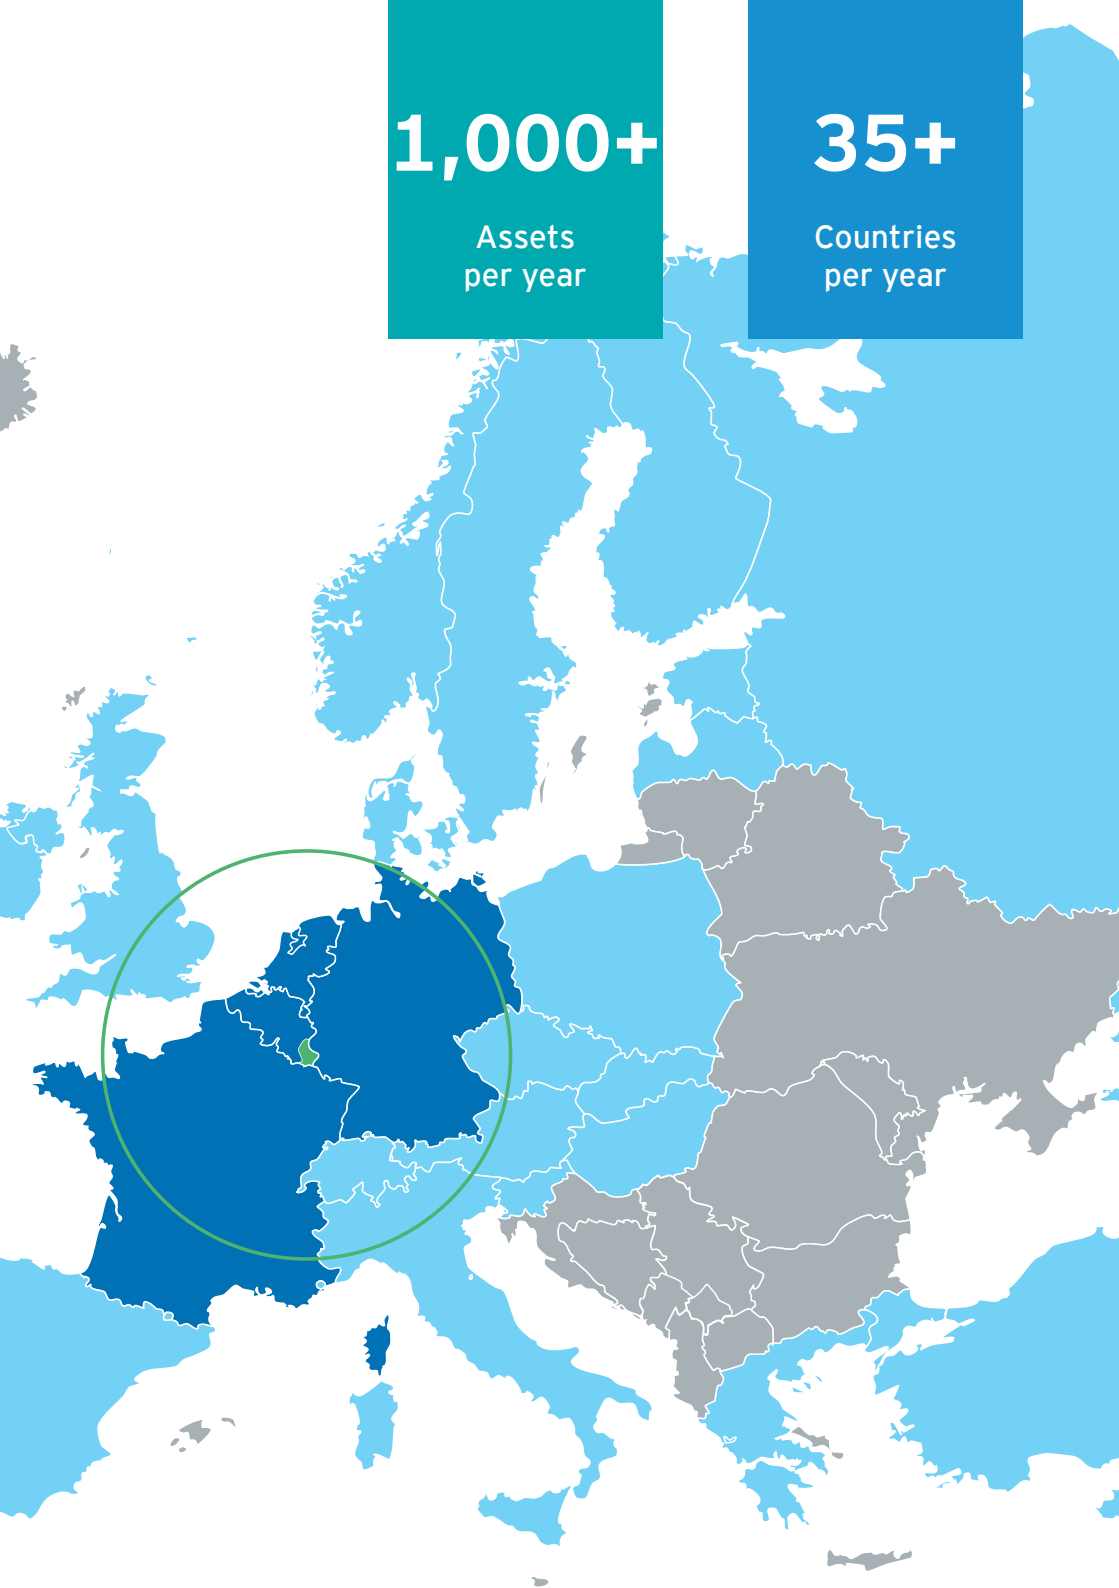 1,000+
Assets
per year
35+
Countries
per year